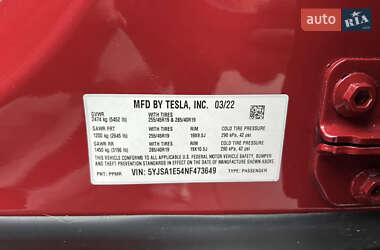 auto RIA
MFD BY TESLA, INC. 03/22
GVWR WITH TIRES
2474 kg (5452 lb) 255/45R19 & 285/40R19
GAWR FRT WITH TIRES RIM COLD TIRE PRESSURE
1200 kg (2645 lb) 255/45R19 19X9.5J 290 kPa, 42 psi
GAWR RR WITH TIRES RIM COLD TIRE PRESSURE
1450 kg (3196 lb) 285/40R19 19X10.5J 290 kPa, 42 psi
THIS VEHICLE CONFORMS TO ALL APPLICABLE U.S. FEDERAL MOTOR VEHICLE SAFETY, BUMPER,
AND THEFT PREVENTION STANDARDS IN EFFECT ON THE DATE OF MANUFACTURE SHOWN ABOVE.
PNT: PPMR VIN: 5YJSA1E54NF473649 TYPE: PASSENGER